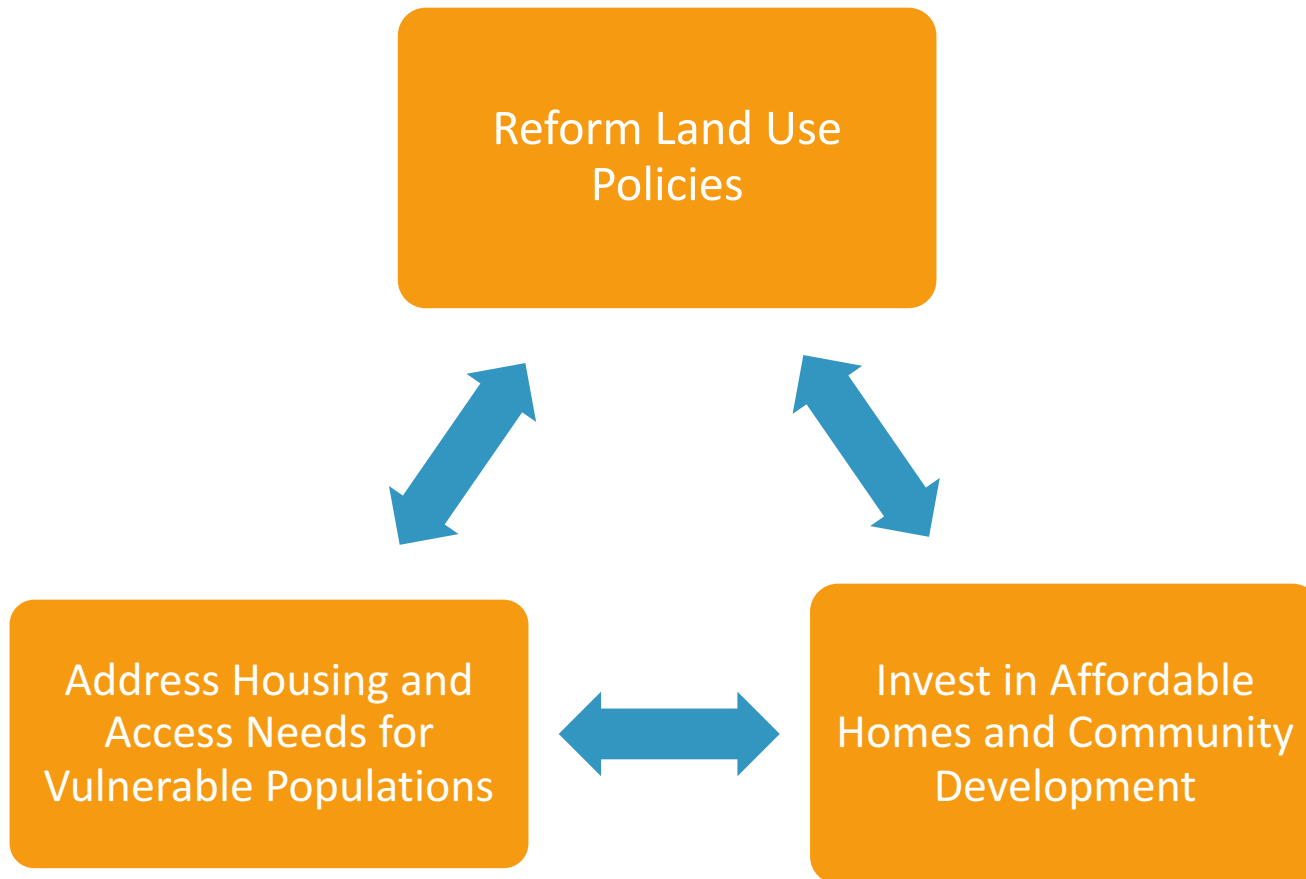 Reform Land Use
Policies
Address Housing and
Access Needs for
Vulnerable Populations
Invest in Affordable
Homes and Community
Development